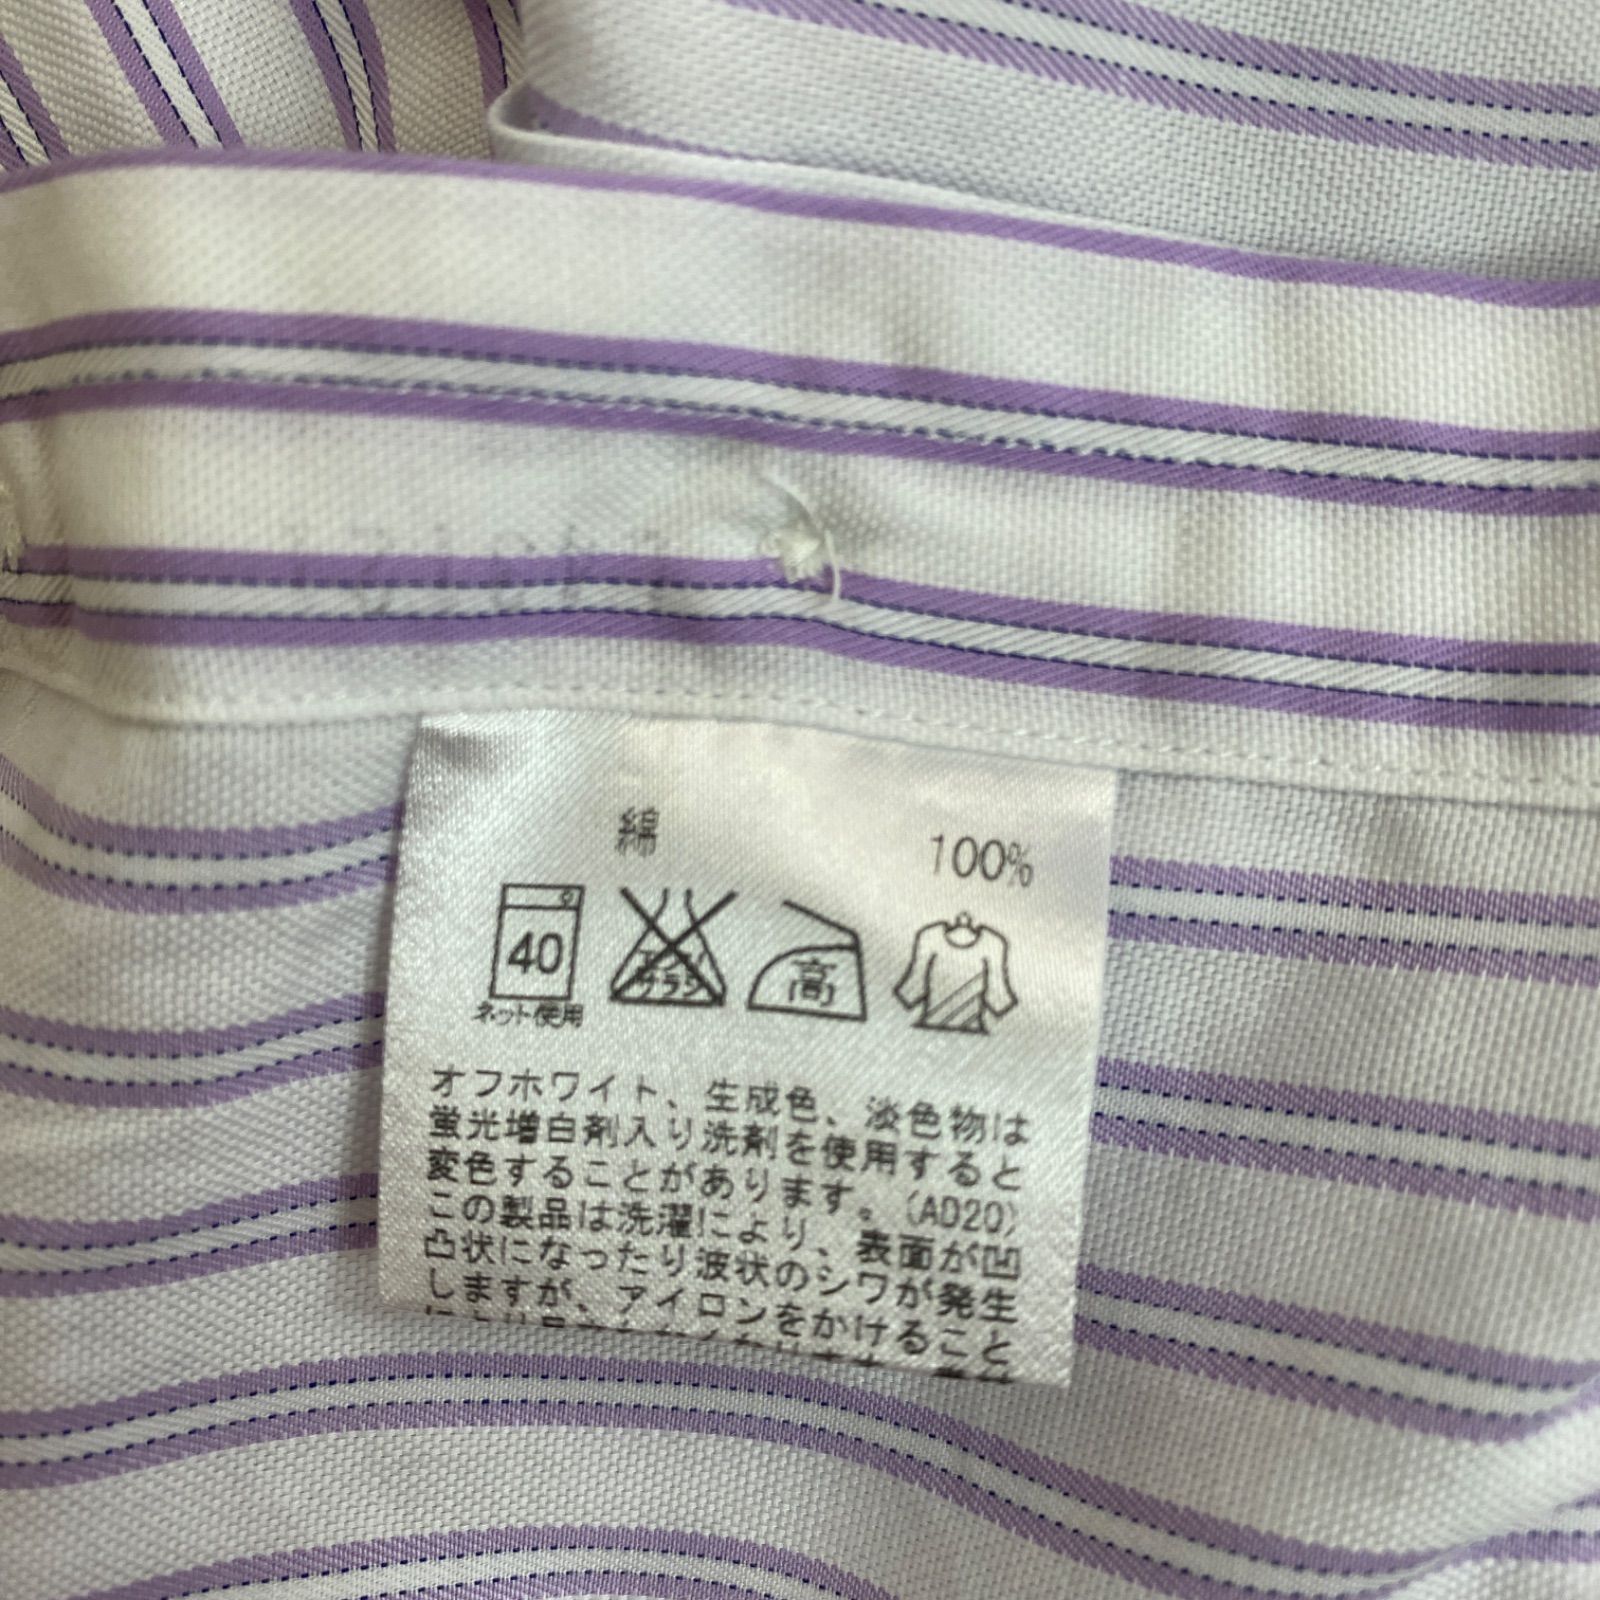 綿 100%
40
ネット使用
高
オフホワイト、生成色、淡色物は
蛍光増白剤入り洗剤を使用すると
変色することがあります。(AD20)
この製品は洗濯により、表面が凹
凸状になったり波状のシワが発生
しますが、アイロンをかけること